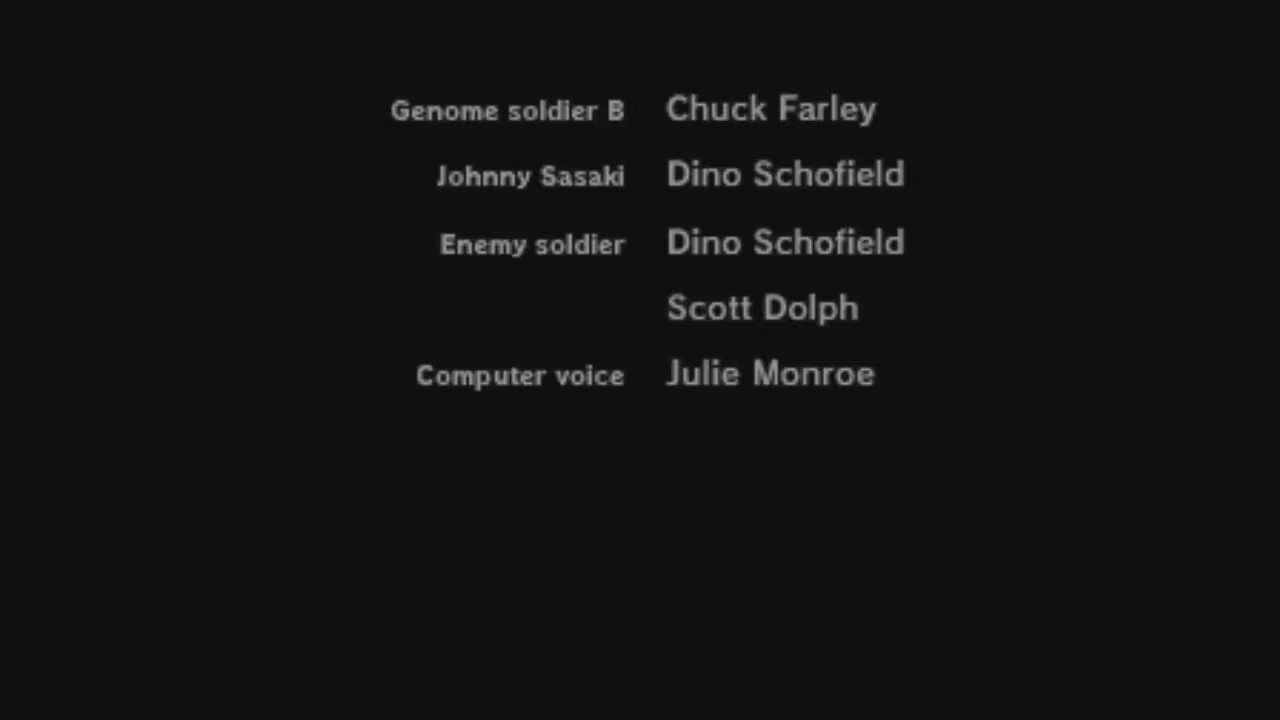 Genome soldier B Chuck Farley
Johnny Sasaki Dino Schofield
Enemy soldier Dino Schofield
Scott Dolph
Computer voice Julie Monroe